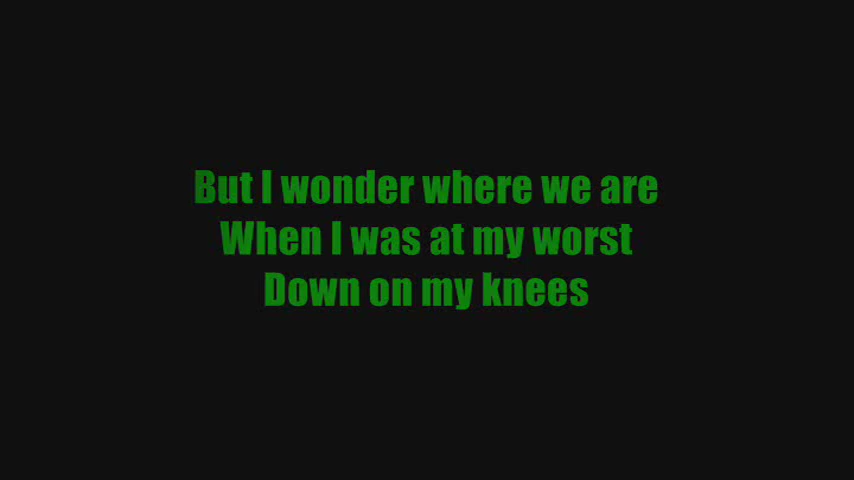 But I wonder where we are
When I was at my worst
Down on my knees